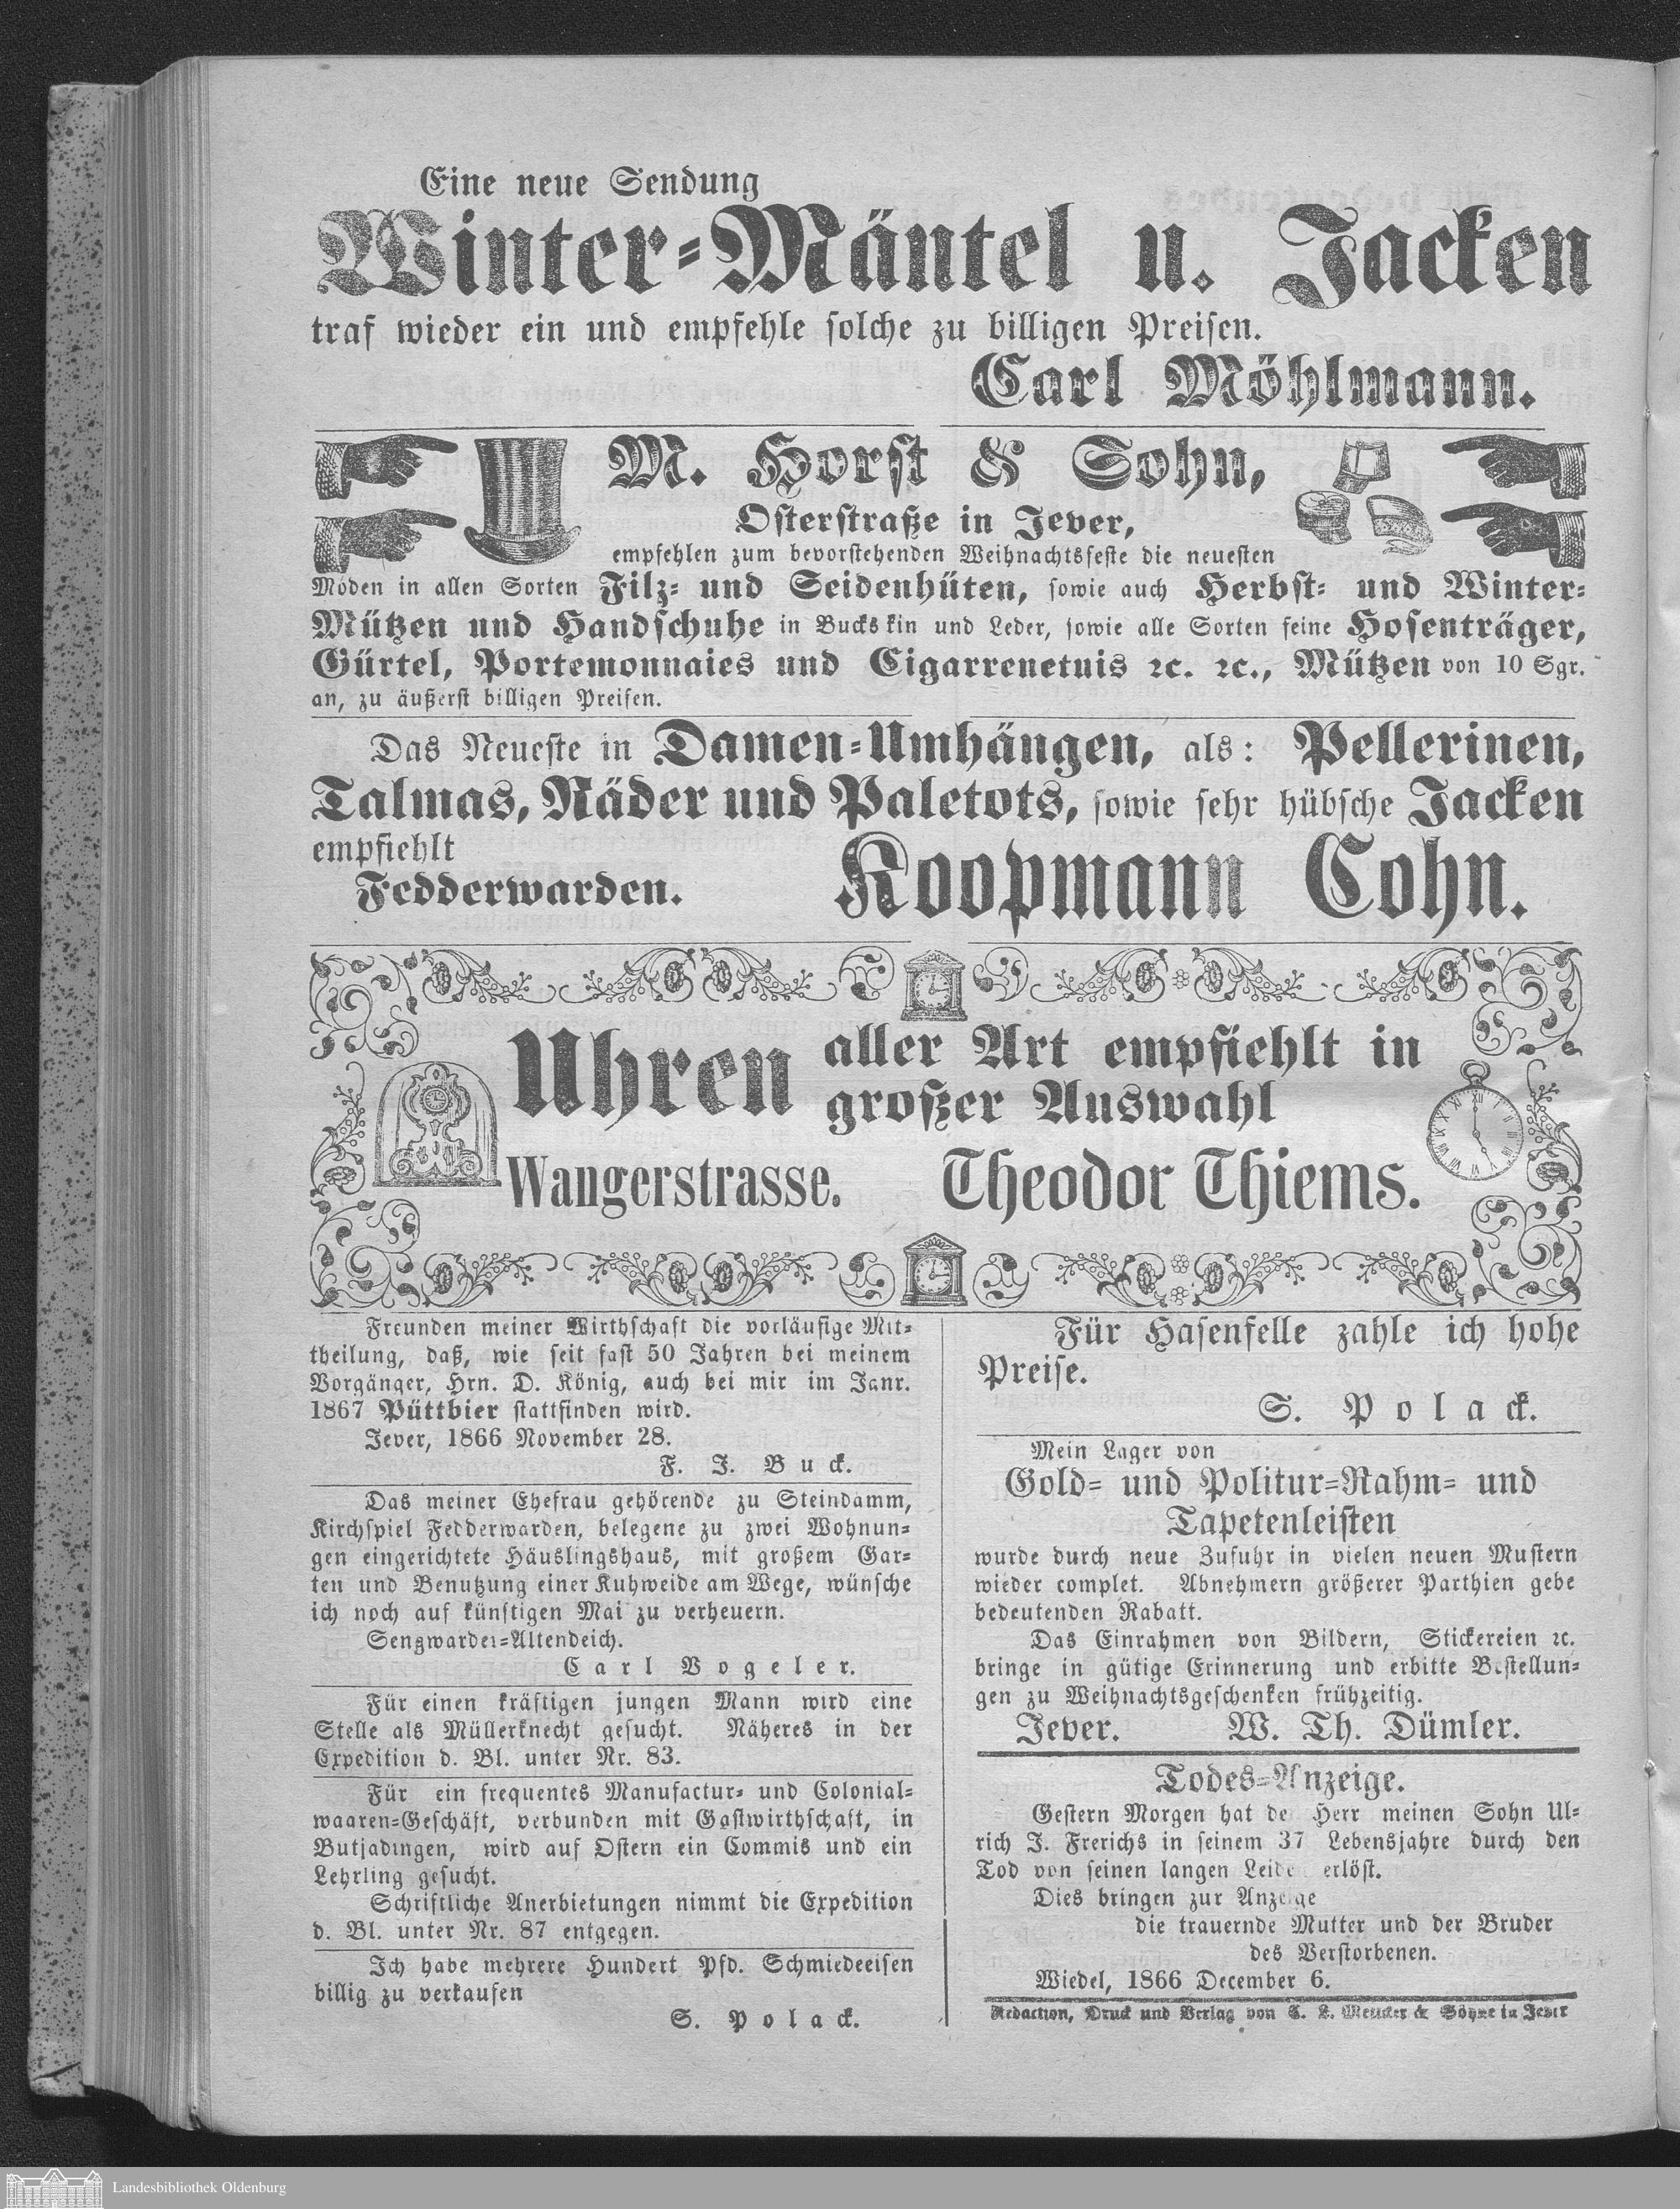 Eine neue Sendung
Winter-Mäntel u. Jacken
traf wieder ein und empfehle solche zu billigen Preisen.
Carl Möhlmann.
M. Horst & Sohn,
Osterstraße in Jever,
empfehlen zum bevorstehenden Weihnachtsfeste die neuesten
Moden in allen Sorten Filz- und Seidenhüten, sowie auch Herbst- und Winter-
Mützen und Handschuhe in Buckskin und Leder, sowie alle Sorten feine Hosenträger,
Gürtel, Portemonnaies und Cigarrenetuis ꝛc. ꝛc., Mützen von 10 Sgr.
an, zu äußerst billigen Preisen.
Das Neueste in Damen-Umhängen, als: Pellerinen,
Talmas, Räder und Paletots, sowie sehr hübsche Jacken
empfiehlt
Fedderwarden. Koopmann Cohn.
Uhren aller Art empfiehlt in
großer Auswahl
Wangerstrasse. Theodor Thiems.
Freunden meiner Wirthschaft die vorläufige Mit-
theilung, daß, wie seit fast 50 Jahren bei meinem
Vorgänger, Hrn. D. König, auch bei mir im Janr.
1867 Püttbier stattfinden wird.
Jever, 1866 November 28.
F. J. Buck.
Das meiner Ehefrau gehörende zu Steindamm,
Kirchspiel Fedderwarden, belegene zu zwei Wohnun-
gen eingerichtete Häuslingshaus, mit großem Gar-
ten und Benutzung einer Kuhweide am Wege, wünsche
ich noch auf künftigen Mai zu verheuern.
Sengwarder-Altendeich.
Carl Vogeler.
Für einen kräftigen jungen Mann wird eine
Stelle als Müllerknecht gesucht. Näheres in der
Expedition d. Bl. unter Nr. 83.
Für ein frequentes Manufactur- und Colonial-
waaren-Geschäft, verbunden mit Gastwirthschaft, in
Butjadingen, wird auf Ostern ein Commis und ein
Lehrling gesucht.
Schriftliche Anerbietungen nimmt die Expedition
d. Bl. unter Nr. 87 entgegen.
Ich habe mehrere Hundert Pfd. Schmiedeeisen
billig zu verkaufen
S. Polack.
Für Hasenfelle zahle ich hohe
Preise.
S. Polack.
Mein Lager von
Gold- und Politur-Rahm- und
Tapetenleisten
wurde durch neue Zufuhr in vielen neuen Mustern
wieder complet. Abnehmern größerer Parthien gebe
bedeutenden Rabatt.
Das Einrahmen von Bildern, Stickereien ꝛc.
bringe in gütige Erinnerung und erbitte Bestellun-
gen zu Weihnachtsgeschenken frühzeitig.
Jever. W. Th. Dümler.
Todes-Anzeige.
Gestern Morgen hat de Herr meinen Sohn Ul-
rich J. Frerichs in seinem 37 Lebensjahre durch den
Tod von seinen langen Leiden erlöst.
Dies bringen zur Anzeige
die trauernde Mutter und der Bruder
des Verstorbenen.
Wiedel, 1866 December 6.
Redaction, Druck und Verlag von C. L. Mettcker & Söhne in Jever
Landesbibliothek Oldenburg